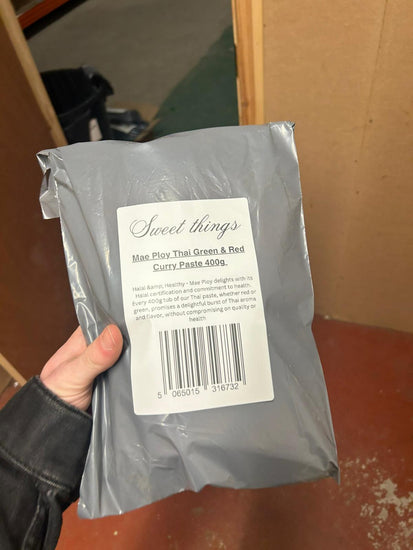 Sweet things
Mae Ploy Thai Green & Red
Curry Paste 400g
Halal &amp; Healthy - Mae Ploy delights with its
Halal certification and commitment to health.
Every 400g tub of our Thai paste, whether red or
green, promises a delightful burst of Thai aroma
and flavor, without compromising on quality or
health
5 065015 316732